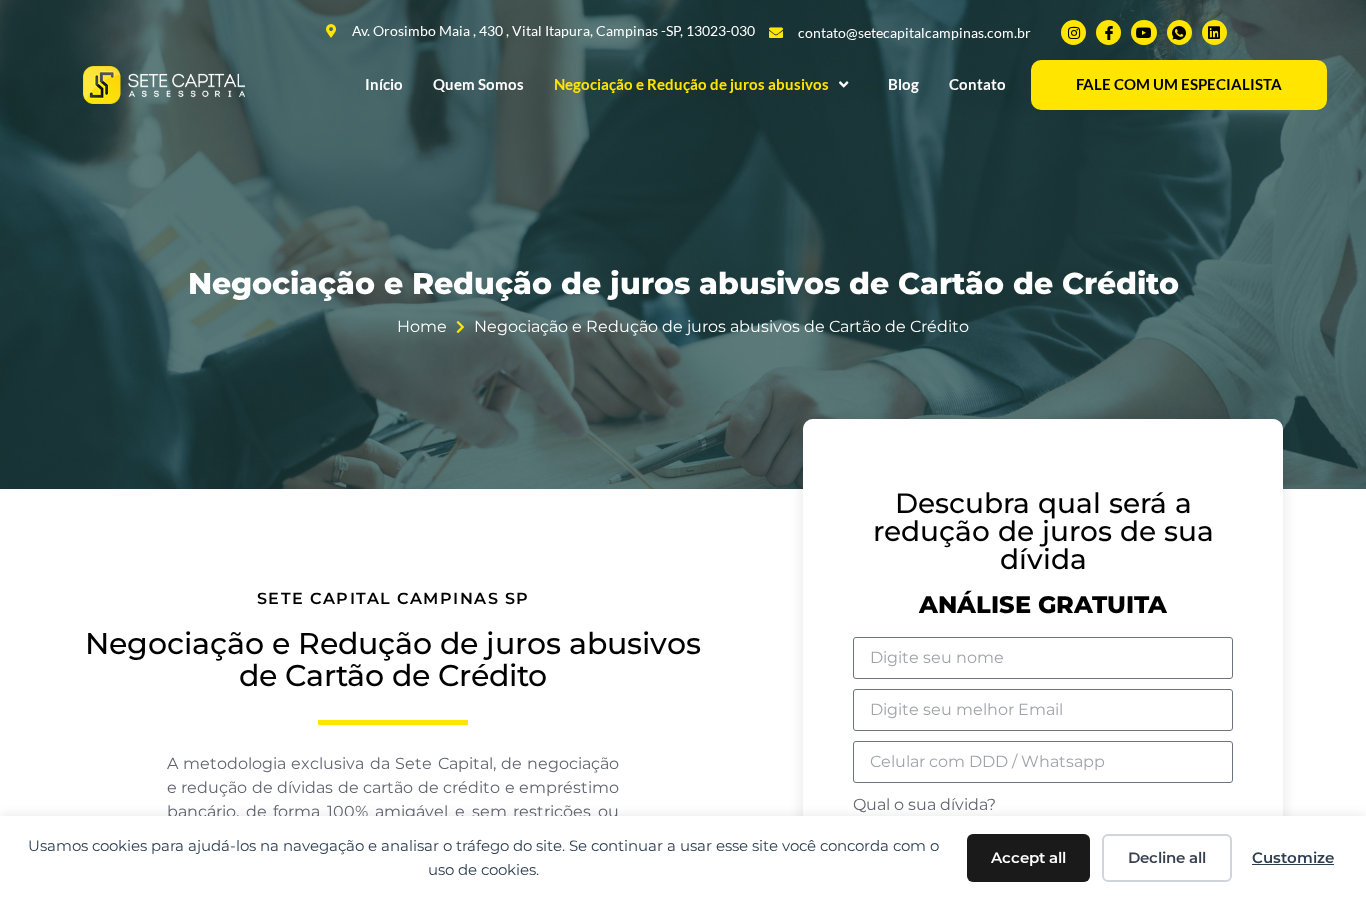 Av. Orosimbo Maia , 430 , Vital Itapura, Campinas -SP, 13023-030
contato@setecapitalcampinas.com.br
SETE CAPITAL
ASSESSORIA
Início
Quem Somos
Negociação e Redução de juros abusivos
Blog
Contato
FALE COM UM ESPECIALISTA
Negociação e Redução de juros abusivos de Cartão de Crédito
Home
Negociação e Redução de juros abusivos de Cartão de Crédito
SETE CAPITAL CAMPINAS SP
Negociação e Redução de juros abusivos
de Cartão de Crédito
A metodologia exclusiva da Sete Capital, de negociação
e redução de dívidas de cartão de crédito e empréstimo
bancário, de forma 100% amigável e sem restrições ou
Descubra qual será a
redução de juros de sua
dívida
ANÁLISE GRATUITA
Digite seu nome
Digite seu melhor Email
Celular com DDD / Whatsapp
Qual o sua dívida?
Usamos cookies para ajudá-los na navegação e analisar o tráfego do site. Se continuar a usar esse site você concorda com o
uso de cookies.
Accept all
Decline all
Customize